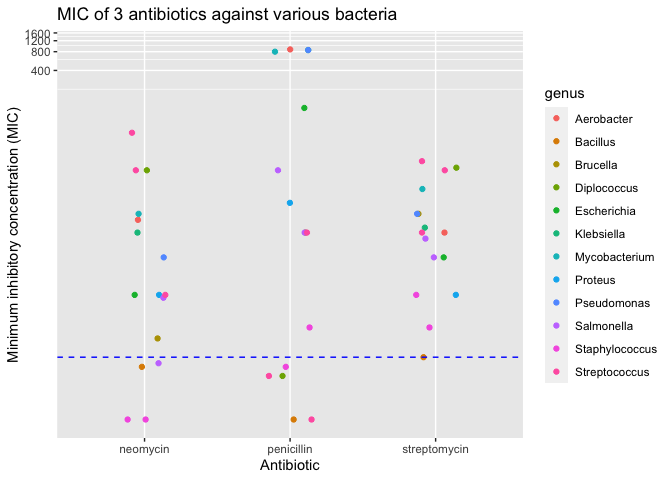 MIC of 3 antibiotics against various bacteria
1600
1200
800
400
Minimum inhibitory concentration (MIC)
neomycin
penicillin
streptomycin
Antibiotic
genus
Aerobacter
Bacillus
Brucella
Diplococcus
Escherichia
Klebsiella
Mycobacterium
Proteus
Pseudomonas
Salmonella
Staphylococcus
Streptococcus